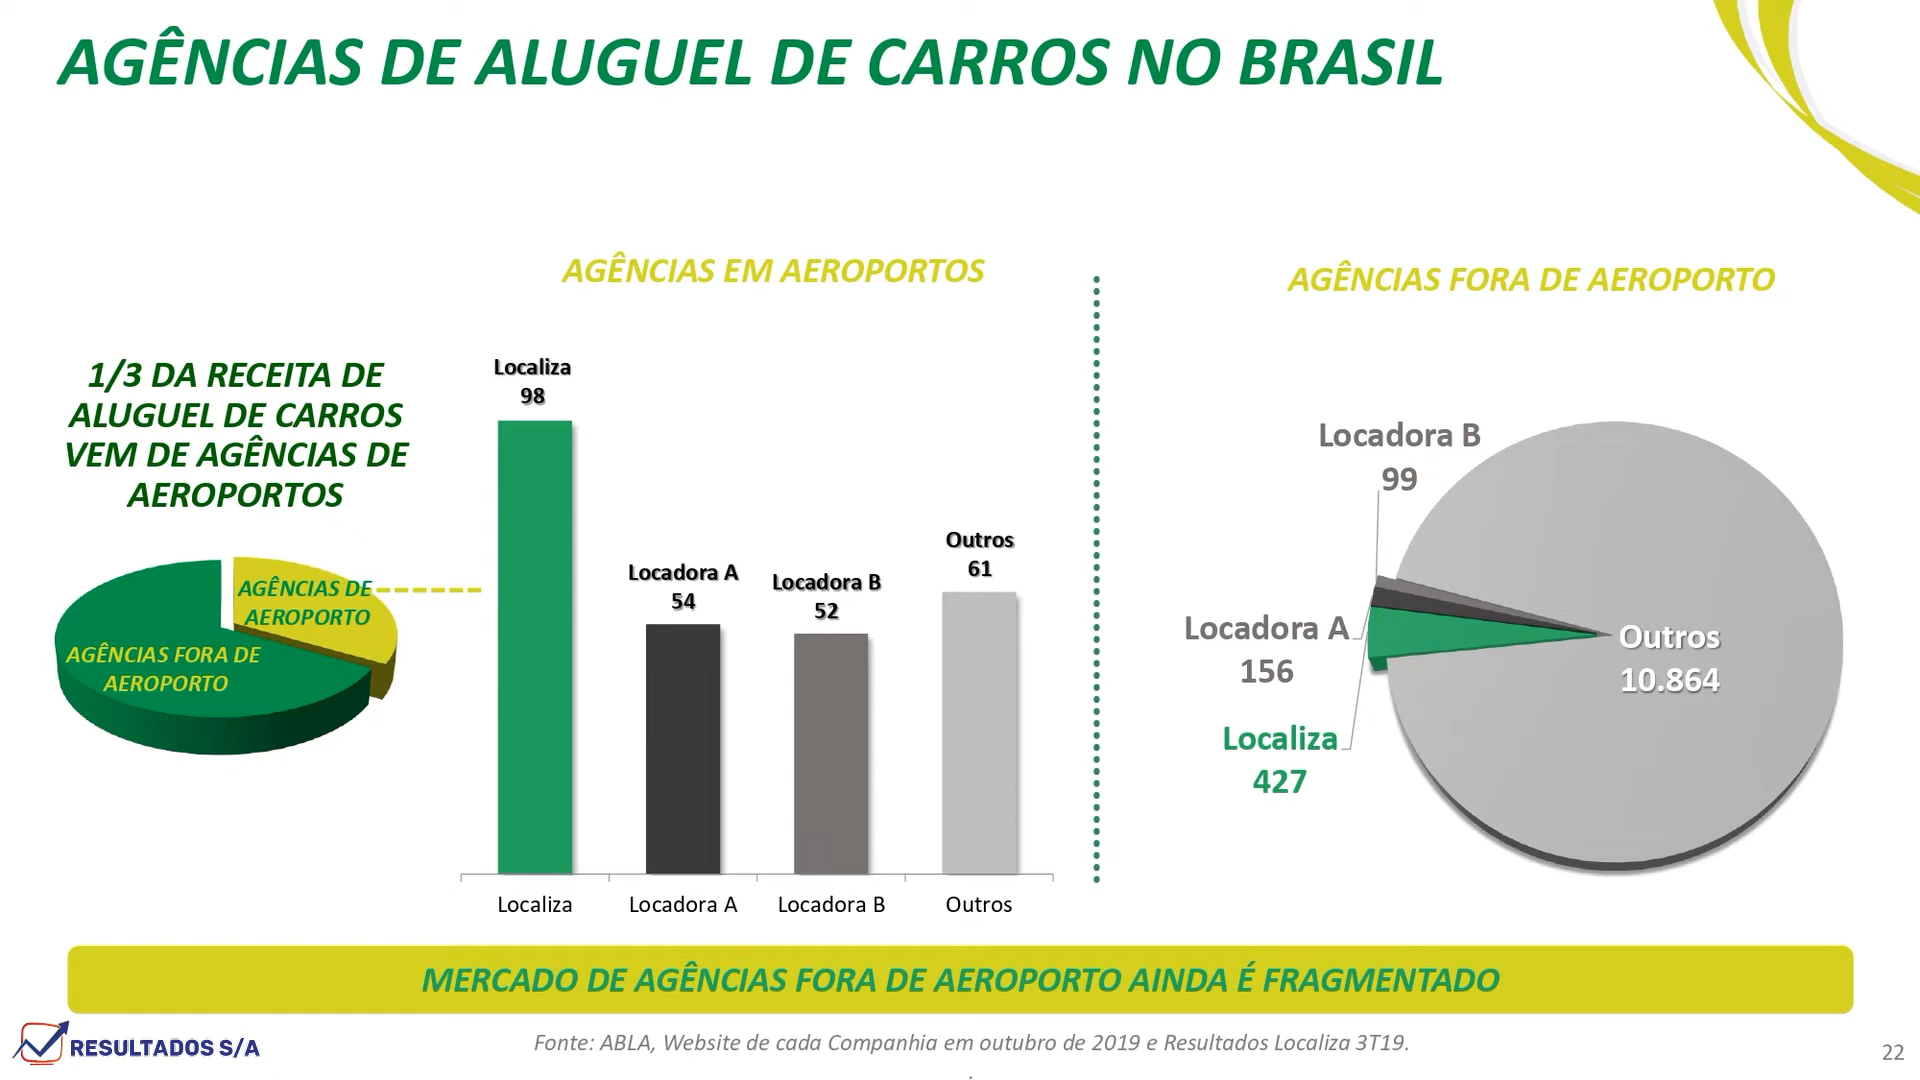 AGÊNCIAS DE ALUGUEL DE CARROS NO BRASIL
1/3 DA RECEITA DE
ALUGUEL DE CARROS
VEM DE AGÊNCIAS DE
AEROPORTOS
AGÊNCIAS DE
AEROPORTO
AGÊNCIAS FORA DE
AEROPORTO
AGÊNCIAS EM AEROPORTOS
Localiza
98
Locadora A
54
Locadora B
52
Outros
61
Localiza
Locadora A
Locadora B
Outros
AGÊNCIAS FORA DE AEROPORTO
Locadora B
99
Locadora A
156
Localiza
427
Outros
10.864
MERCADO DE AGÊNCIAS FORA DE AEROPORTO AINDA É FRAGMENTADO
RESULTADOS S/A
Fonte: ABLA, Website de cada Companhia em outubro de 2019 e Resultados Localiza 3T19.
.
22